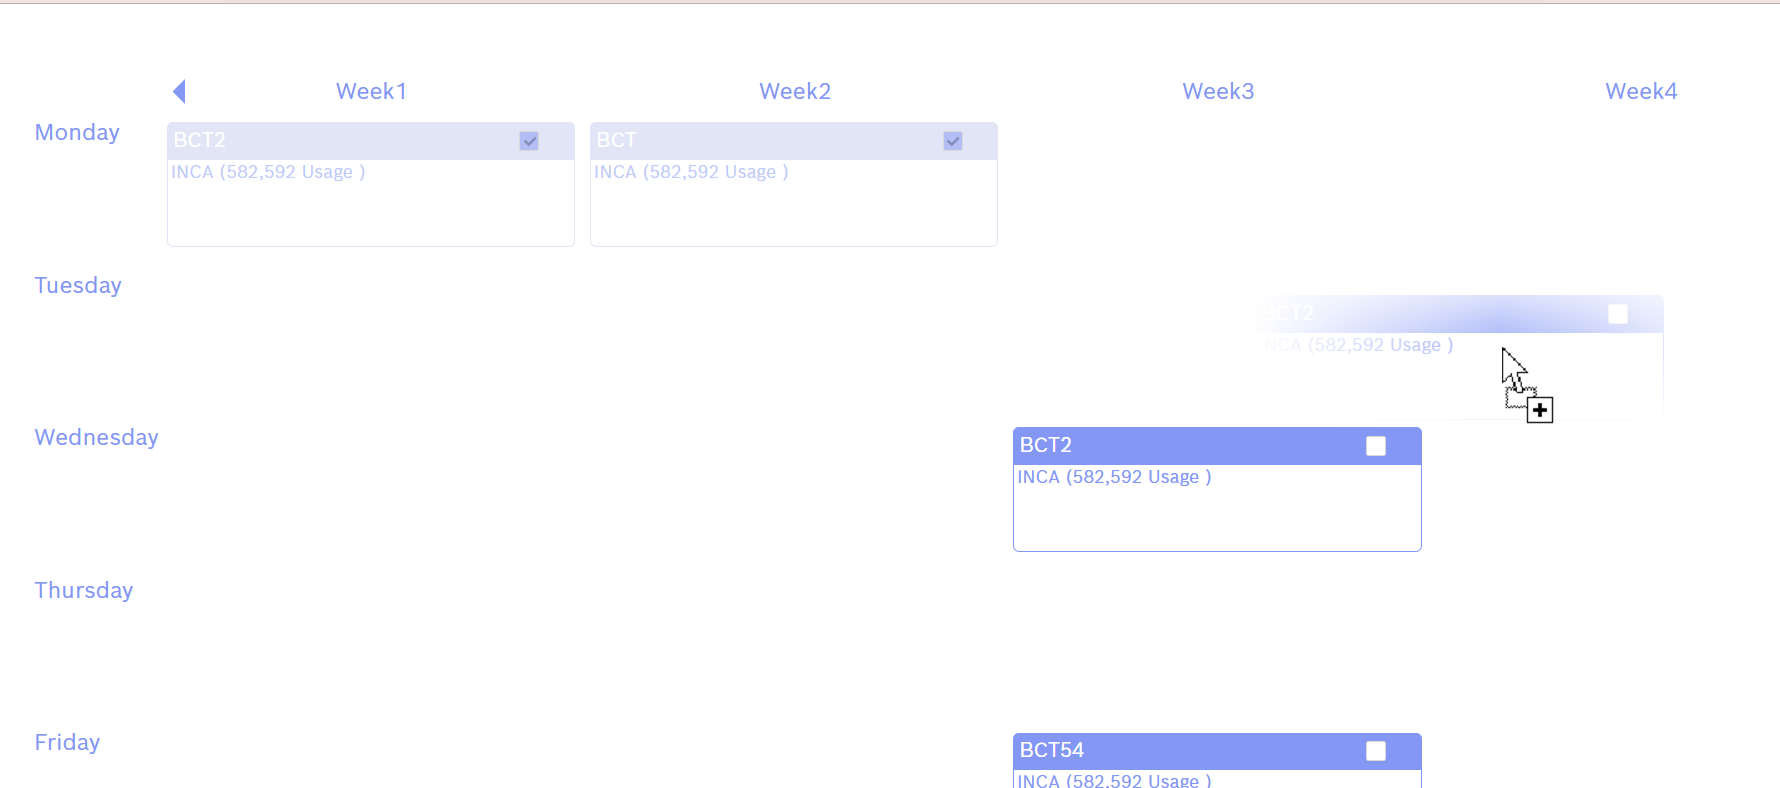 Week1 Week2 Week3 Week4
Monday
BCT2 BCT
INCA (582,592 Usage ) INCA (582,592 Usage )
Tuesday
BCT2
INCA (582,592 Usage )
Wednesday
BCT2
INCA (582,592 Usage )
Thursday
Friday
BCT54
INCA (582,592 Usage )